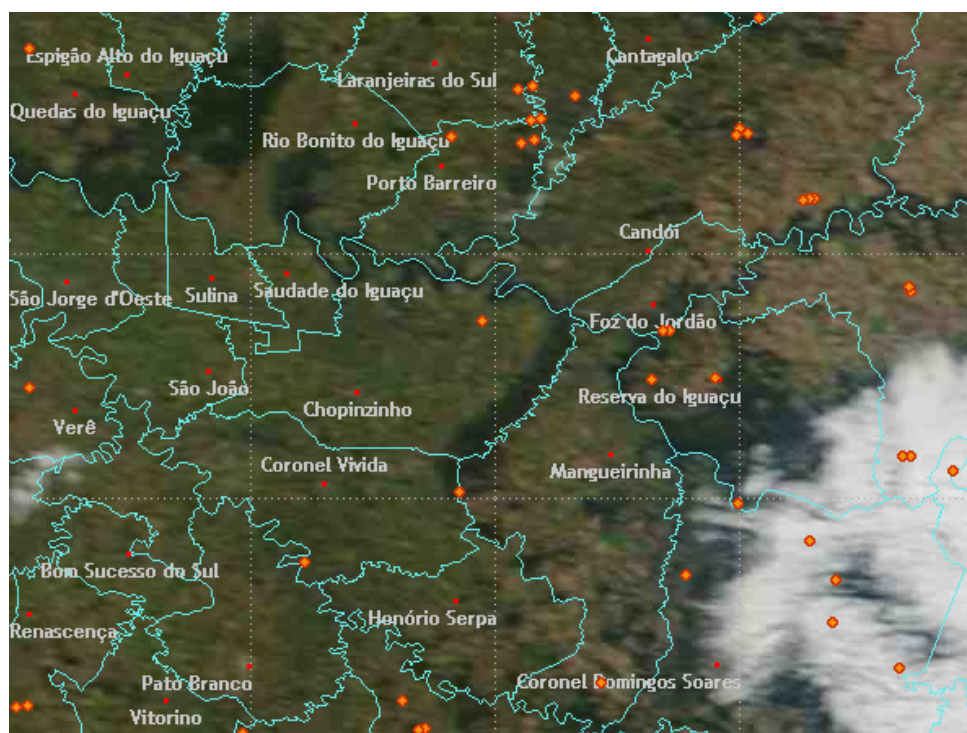 Espigão Alto do Iguaçu
Cantagalo
Laranjeiras do Sul
Quedas do Iguaçu
Rio Bonito do Iguaçu
Porto Barreiro
Candói
São Jorge d'Oeste
Sulina
Saudade do Iguaçu
Foz do Jordão
São João
Chopinzinho
Reserva do Iguaçu
Verê
Coronel Vivida
Mangueirinha
Bom Sucesso do Sul
Honório Serpa
Renascença
Pato Branco
Coronel Domingos Soares
Vitorino